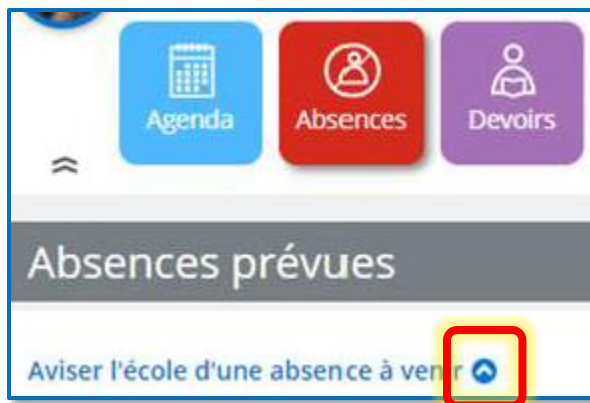 Agenda
Absences
Devoirs
Absences prévues
Aviser l'école d'une absence à venir